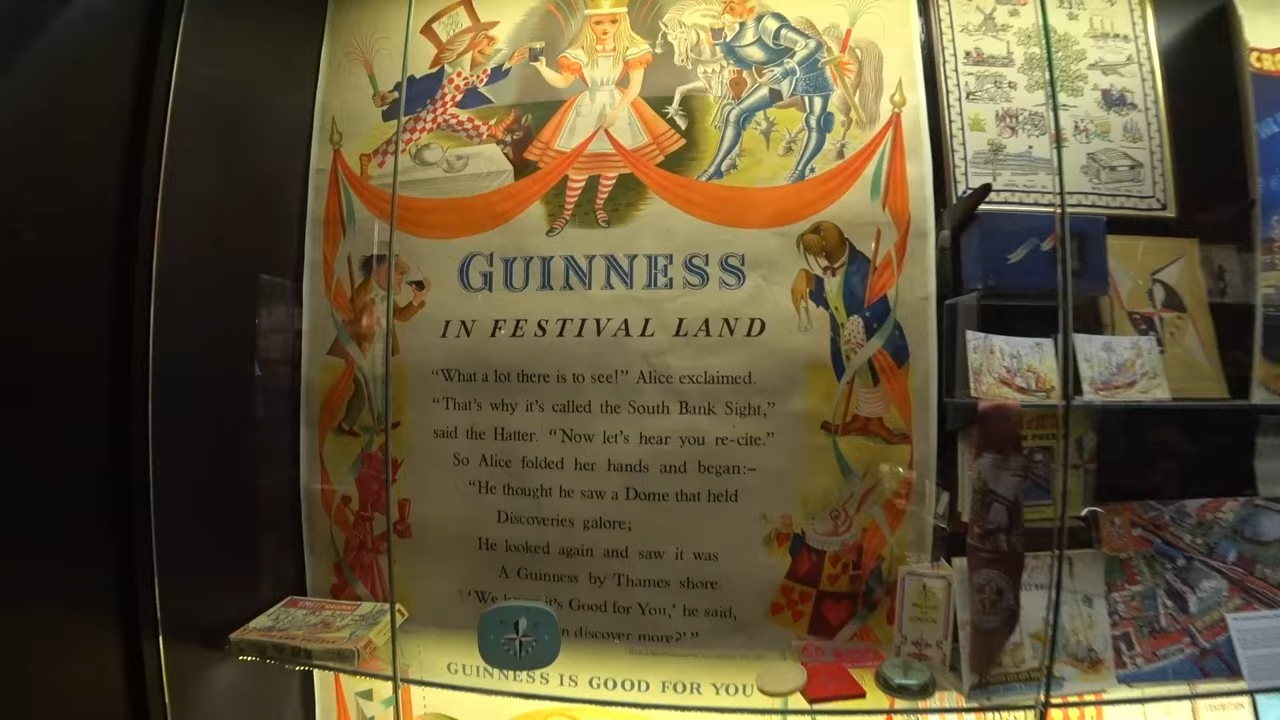 GUINNESS
IN FESTIVAL LAND
“What a lot there is to see!” Alice exclaimed.
“That's why it's called the South Bank Sight,”
said the Hatter. “Now let's hear you re-cite.”
So Alice folded her hands and began:–
“He thought he saw a Dome that held
Discoveries galore;
He looked again and saw it was
A Guinness by Thames shore.
‘We it's Good for You,’ he said,
discover more?’”
GUINNESS IS GOOD FOR YOU